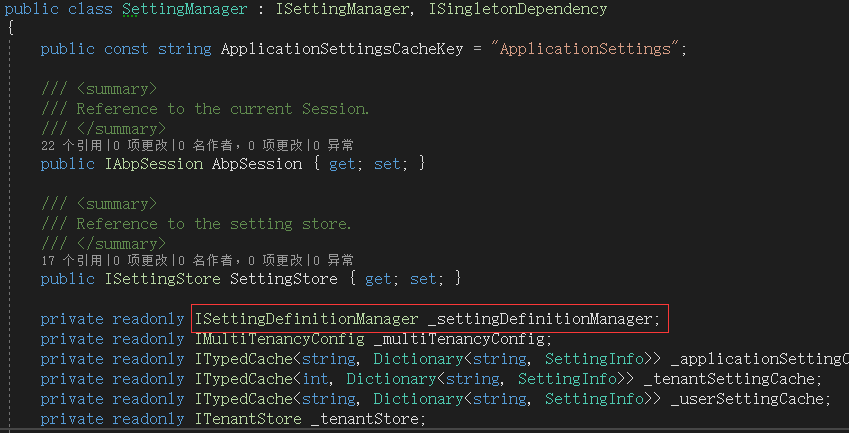 public class SettingManager : ISettingManager, ISingletonDependency
{
public const string ApplicationSettingsCacheKey = "ApplicationSettings";
/// <summary>
/// Reference to the current Session.
/// </summary>
22 个引用|0 项更改|0 名作者，0 项更改|0 异常
public IAbpSession AbpSession { get; set; }
/// <summary>
/// Reference to the setting store.
/// </summary>
17 个引用|0 项更改|0 名作者，0 项更改|0 异常
public ISettingStore SettingStore { get; set; }
private readonly ISettingDefinitionManager _settingDefinitionManager;
private readonly IMultiTenancyConfig _multiTenancyConfig;
private readonly ITypedCache<string, Dictionary<string, SettingInfo>> _applicationSettingC
private readonly ITypedCache<int, Dictionary<string, SettingInfo>> _tenantSettingCache;
private readonly ITypedCache<string, Dictionary<string, SettingInfo>> _userSettingCache;
private readonly ITenantStore _tenantStore;